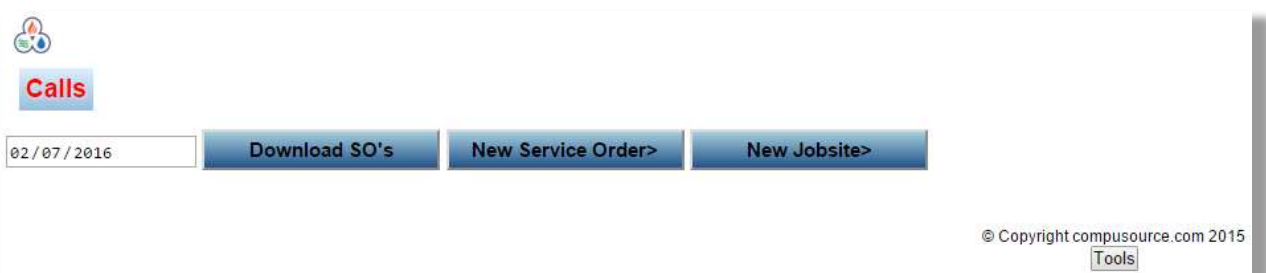 Calls
02/07/2016 Download SO's New Service Order> New Jobsite>
© Copyright compusource.com 2015
Tools